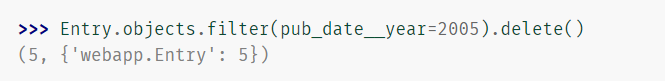 >>> Entry.objects.filter(pub_date__year=2005).delete()
(5, {'webapp.Entry': 5})